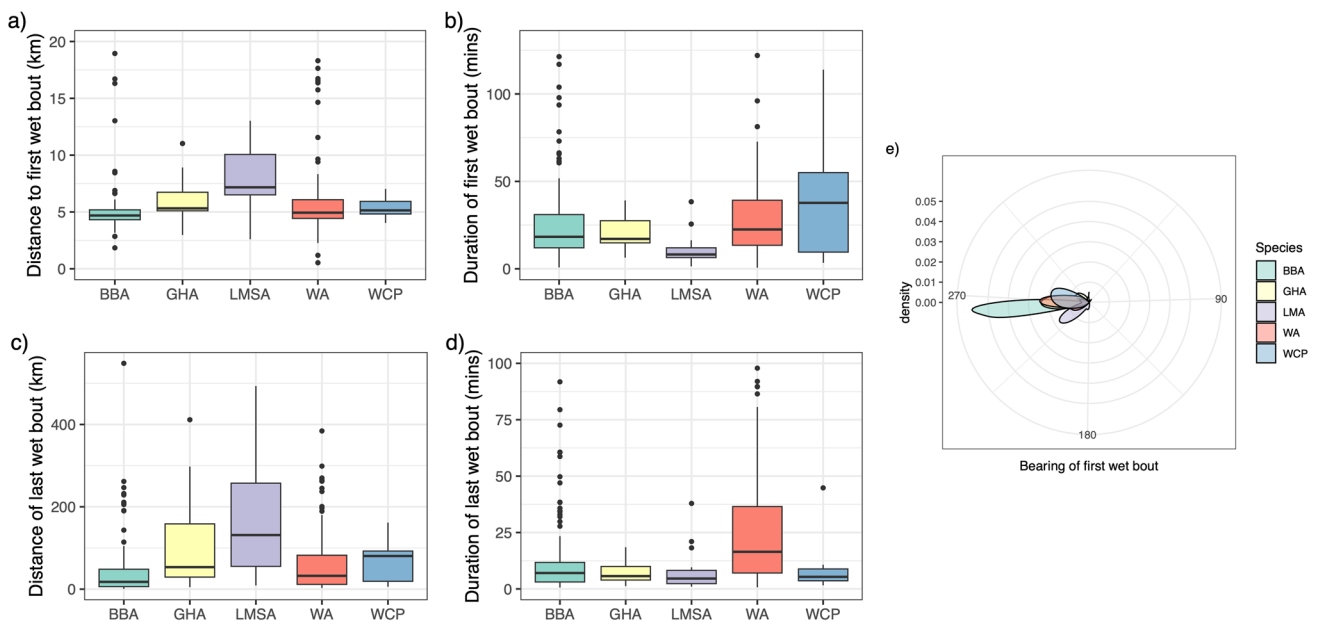 a)
Distance to first wet bout (km)
20
15
10
5
0
BBA GHA LMSA WA WCP
b)
Duration of first wet bout (mins)
100
50
0
BBA GHA LMSA WA WCP
c)
Distance of last wet bout (km)
400
200
0
BBA GHA LMSA WA WCP
d)
Duration of last wet bout (mins)
100
75
50
25
0
BBA GHA LMSA WA WCP
e)
density
0.05
0.04
0.03
0.02
0.01
0.00
270
90
180
Bearing of first wet bout
Species
BBA
GHA
LMA
WA
WCP